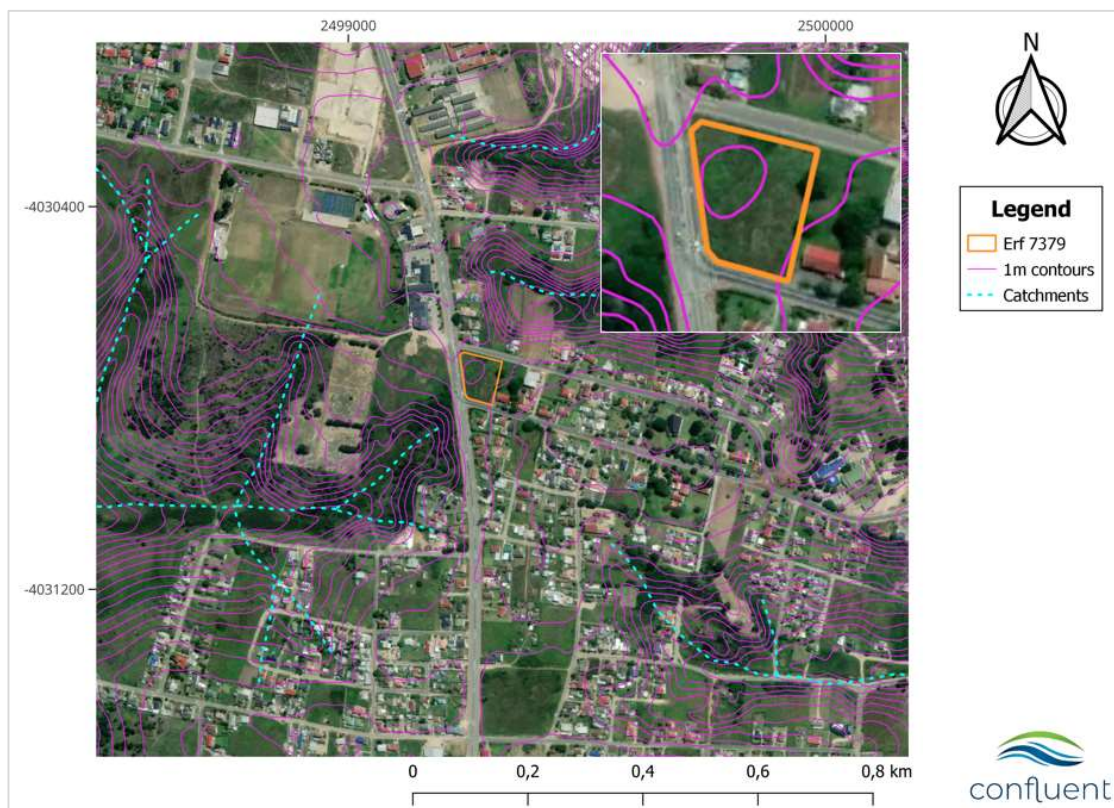 2499000
2500000
-4030400
-4031200
N
Legend
Erf 7379
1m contours
Catchments
0 0,2 0,4 0,6 0,8 km
confluent